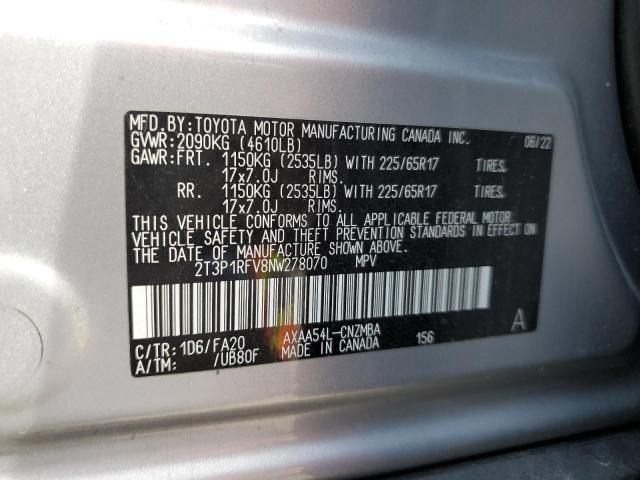 MFD. BY: TOYOTA MOTOR MANUFACTURING CANADA INC. 06/22
GVWR: 2090KG (4610LB)
GAWR: FRT. 1150KG (2535LB) WITH 225/65R17 TIRES.
17x7.0J RIMS.
RR. 1150KG (2535LB) WITH 225/65R17 TIRES.
17x7.0J RIMS.
THIS VEHICLE CONFORMS TO ALL APPLICABLE FEDERAL MOTOR
VEHICLE SAFETY AND THEFT PREVENTION STANDARDS IN EFFECT ON
THE DATE OF MANUFACTURE SHOWN ABOVE.
2T3P1RFV8NW278070 MPV
A
C/TR: 1D6/FA20 AXAA54L-CNZMBA 156
A/TM: /UB80F MADE IN CANADA